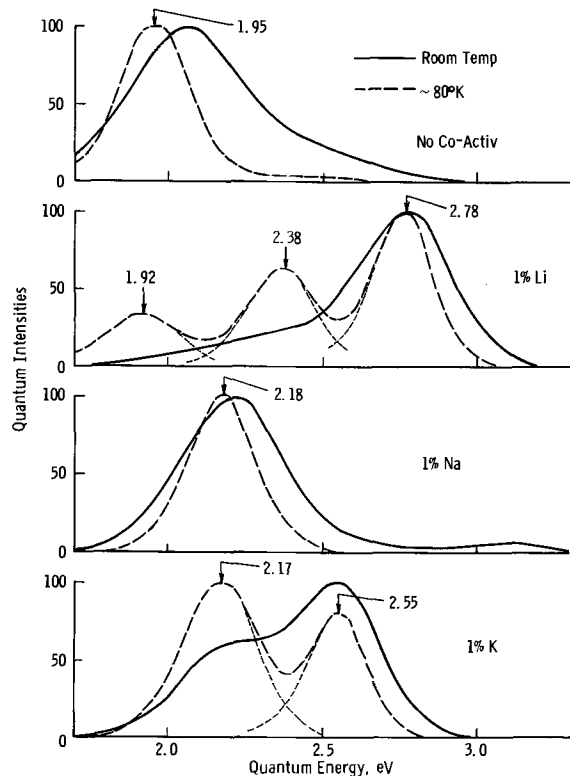 100
1.95
Room Temp
~ 80°K
50
No Co-Activ
0
100
2.78
2.38
1.92
1% Li
50
0
Quantum Intensities
100
2.18
1% Na
50
0
100
2.17
2.55
1% K
50
0
2.0
2.5
3.0
Quantum Energy, eV